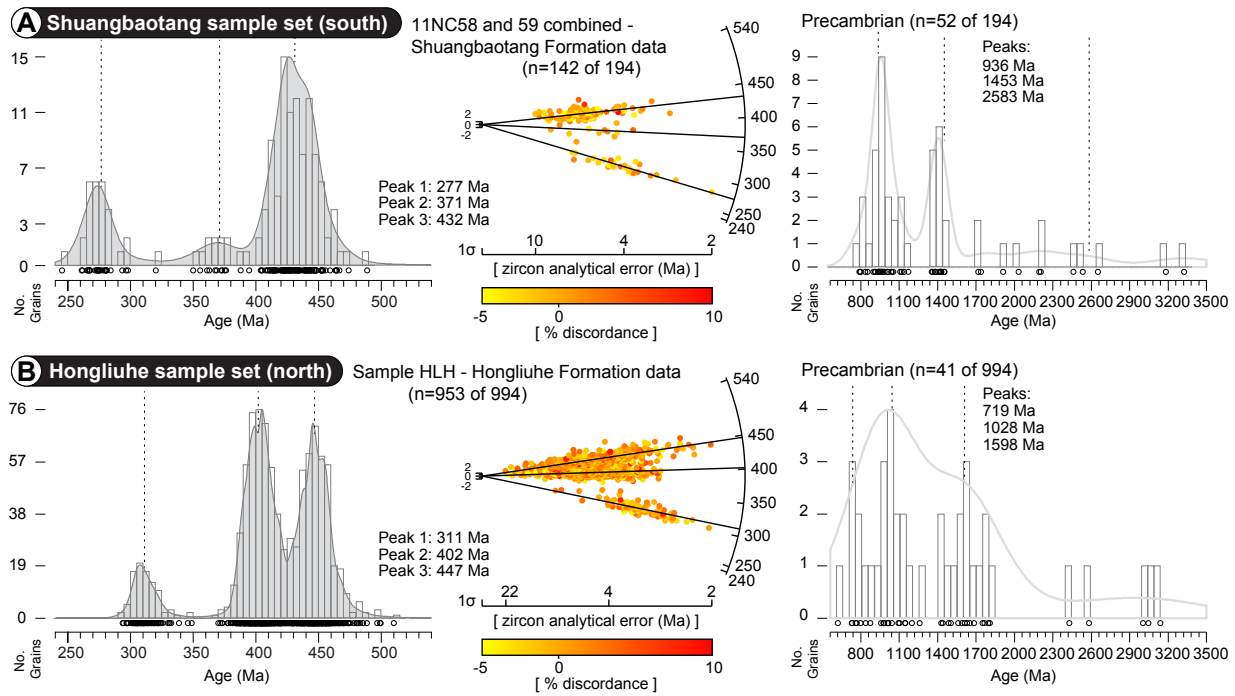 A Shuangbaotang sample set (south)
11NC58 and 59 combined -
Shuangbaotang Formation data
(n=142 of 194)
Precambrian (n=52 of 194)
15
11
7
3
0
No. Grains
250 300 350 400 450 500
Age (Ma)
Peak 1: 277 Ma
Peak 2: 371 Ma
Peak 3: 432 Ma
2
0
-2
540
450
400
350
300
250
240
1σ
10 4 2
[ zircon analytical error (Ma) ]
-5 0 10
[ % discordance ]
Peaks:
936 Ma
1453 Ma
2583 Ma
9
8
7
6
5
4
3
2
1
0
No. Grains
800 1100 1400 1700 2000 2300 2600 2900 3200 3500
Age (Ma)
B Hongliuhe sample set (north)
Sample HLH - Hongliuhe Formation data
(n=953 of 994)
Precambrian (n=41 of 994)
76
57
38
19
0
No. Grains
250 300 350 400 450 500
Age (Ma)
Peak 1: 311 Ma
Peak 2: 402 Ma
Peak 3: 447 Ma
2
0
-2
540
450
400
350
300
250
240
1σ
22 4 2
[ zircon analytical error (Ma) ]
-5 0 10
[ % discordance ]
Peaks:
719 Ma
1028 Ma
1598 Ma
4
3
2
1
0
No. Grains
800 1100 1400 1700 2000 2300 2600 2900 3200 3500
Age (Ma)